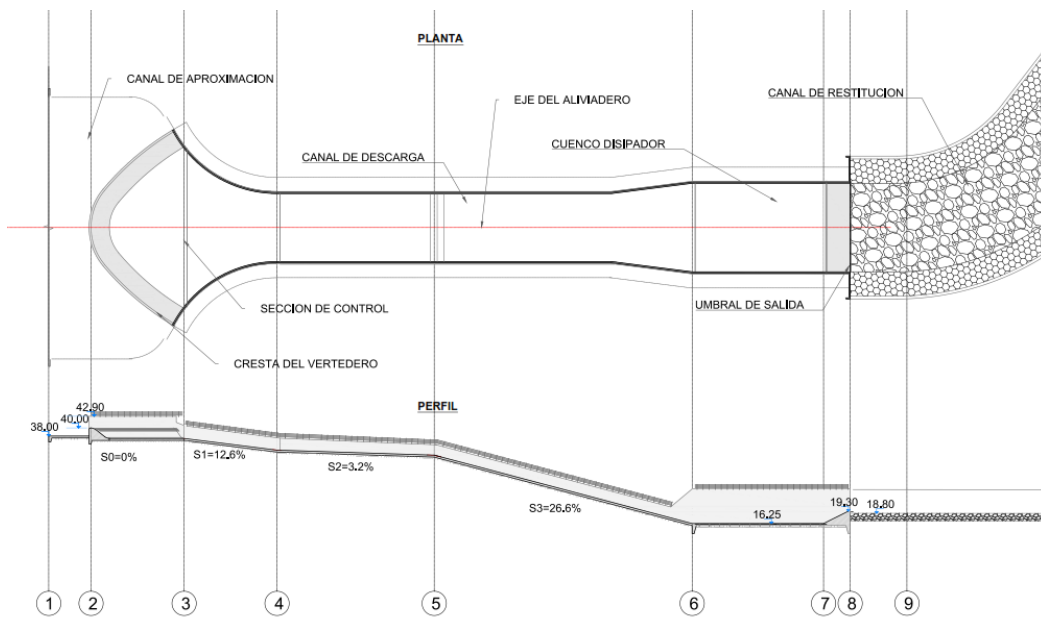 PLANTA
CANAL DE APROXIMACION
EJE DEL ALIVIADERO
CANAL DE RESTITUCION
CUENCO DISIPADOR
CANAL DE DESCARGA
UMBRAL DE SALIDA
SECCION DE CONTROL
CRESTA DEL VERTEDERO
PERFIL
42.90
40.00
38.00
S0=0%
S1=12.6%
S2=3.2%
S3=26.6%
16.25
19.30
18.80
1 2 3 4 5 6 7 8 9